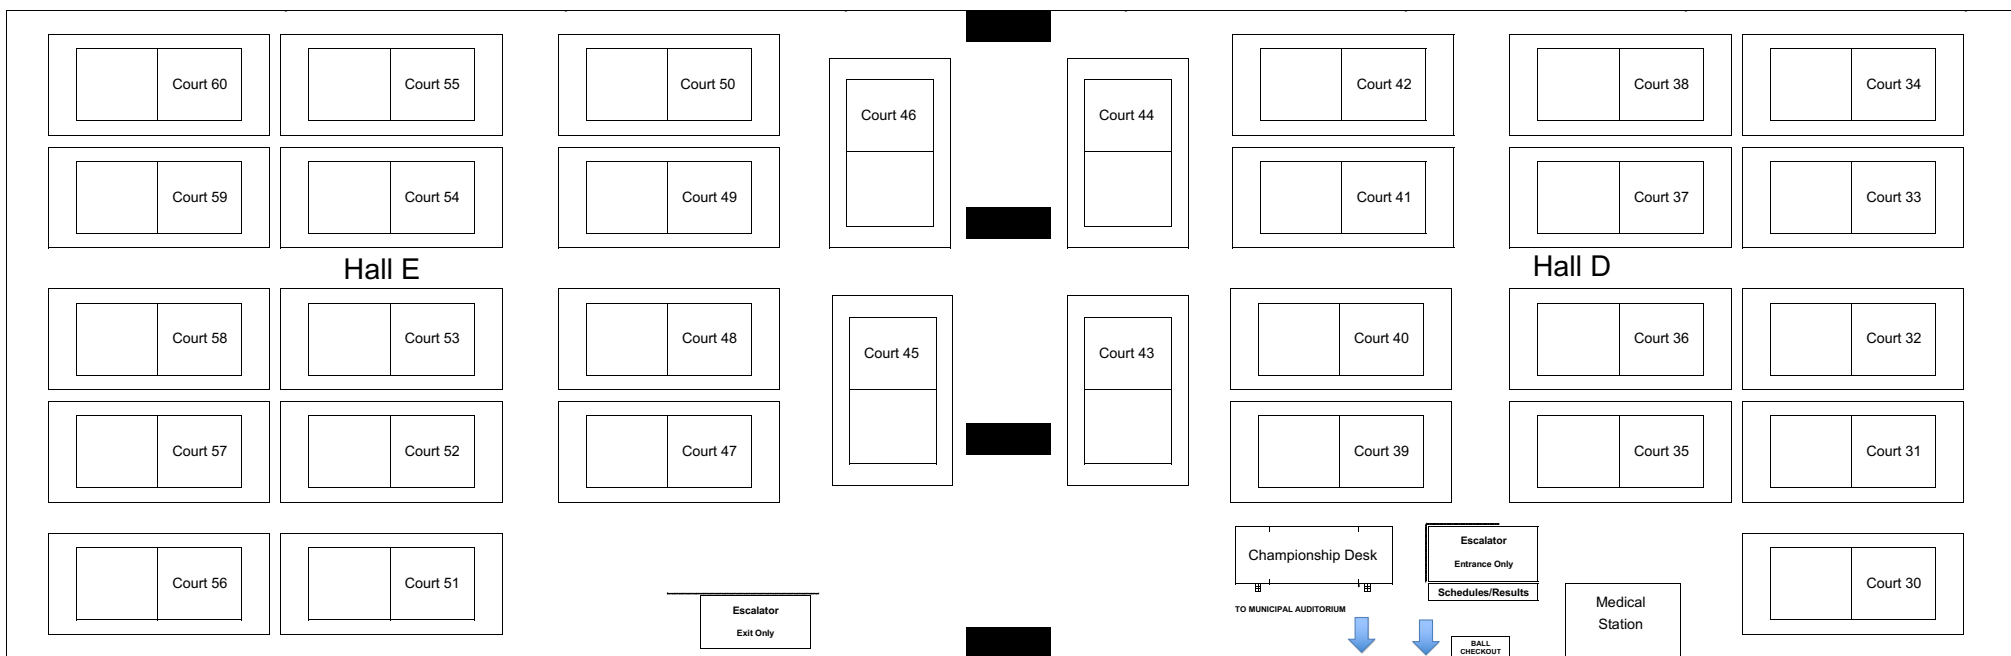 Court 60
Court 55
Court 50
Court 46
Court 44
Court 42
Court 38
Court 34
Court 59
Court 54
Court 49
Court 41
Court 37
Court 33
Hall E
Hall D
Court 58
Court 53
Court 48
Court 45
Court 43
Court 40
Court 36
Court 32
Court 57
Court 52
Court 47
Court 39
Court 35
Court 31
Court 56
Court 51
Escalator
Exit Only
Championship Desk
TO MUNICIPAL AUDITORIUM
Escalator
Entrance Only
Schedules/Results
BALL
CHECKOUT
Medical
Station
Court 30